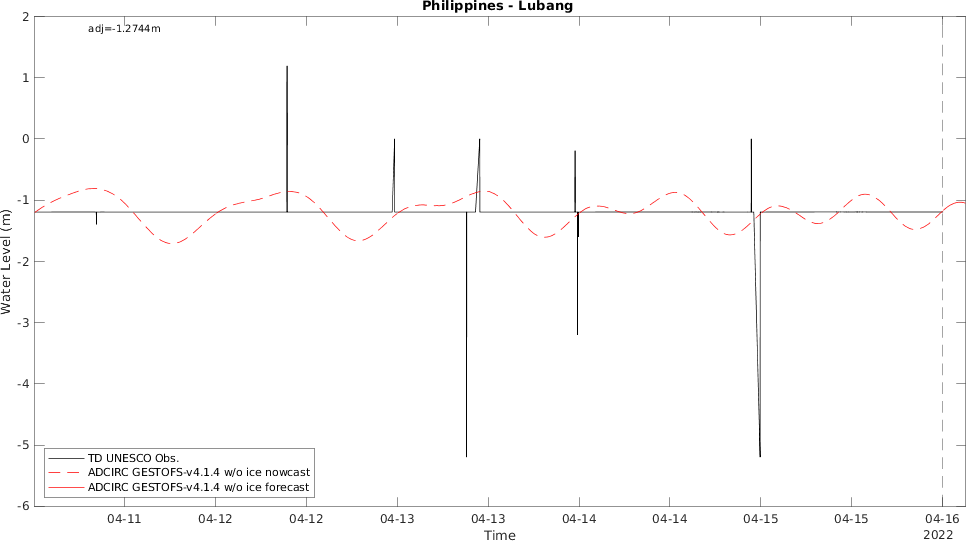 Philippines - Lubang
adj=-1.2744m
2
1
0
-1
-2
-3
-4
-5
-6
Water Level (m)
TD UNESCO Obs.
ADCIRC GESTOFS-v4.1.4 w/o ice nowcast
ADCIRC GESTOFS-v4.1.4 w/o ice forecast
04-11 04-12 04-12 04-13 04-13 04-14 04-14 04-15 04-15 04-16
Time
2022